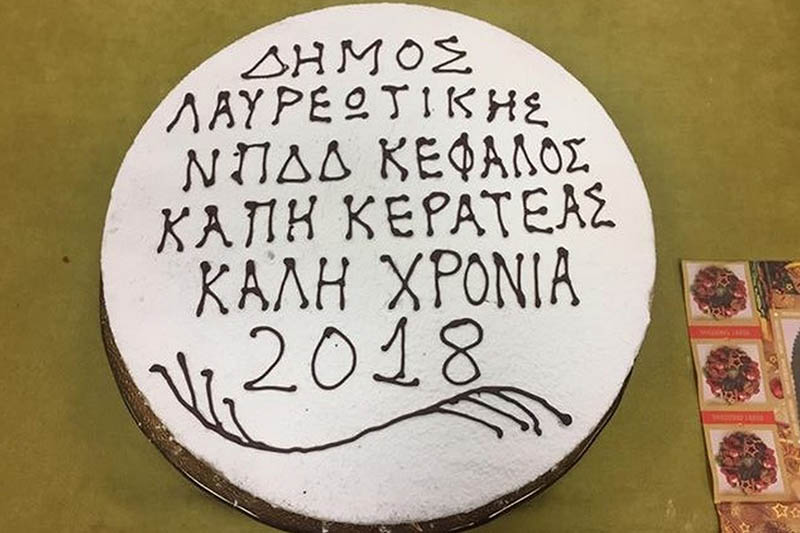 ΔΗΜΟΣ
ΛΑΥΡΕΩΤΙΚΗΣ
ΝΠΔΔ ΚΕΦΑΛΟΣ
ΚΑΠΗ ΚΕΡΑΤΕΑΣ
ΚΑΛΗ ΧΡΟΝΙΑ
2018